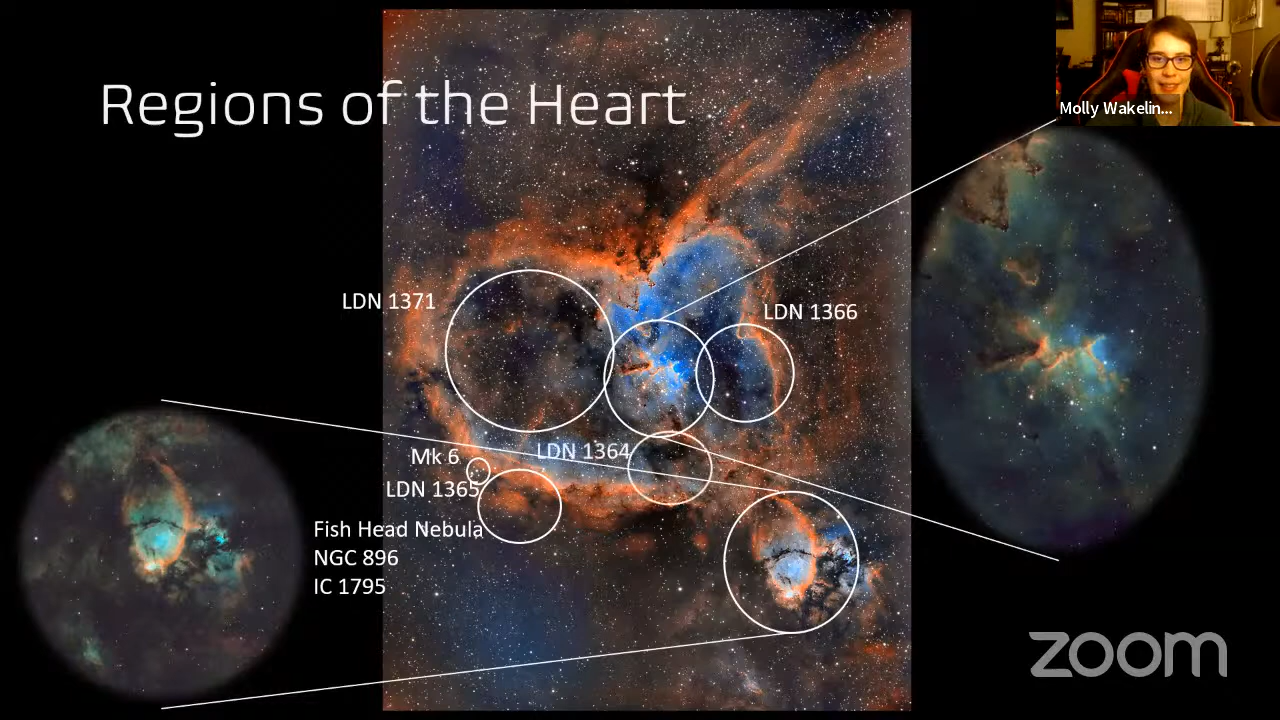 Regions of the Heart
Molly Wakelin...
LDN 1371
LDN 1366
Mk 6
LDN 1364
LDN 1365
Fish Head Nebula
NGC 896
IC 1795
zoom